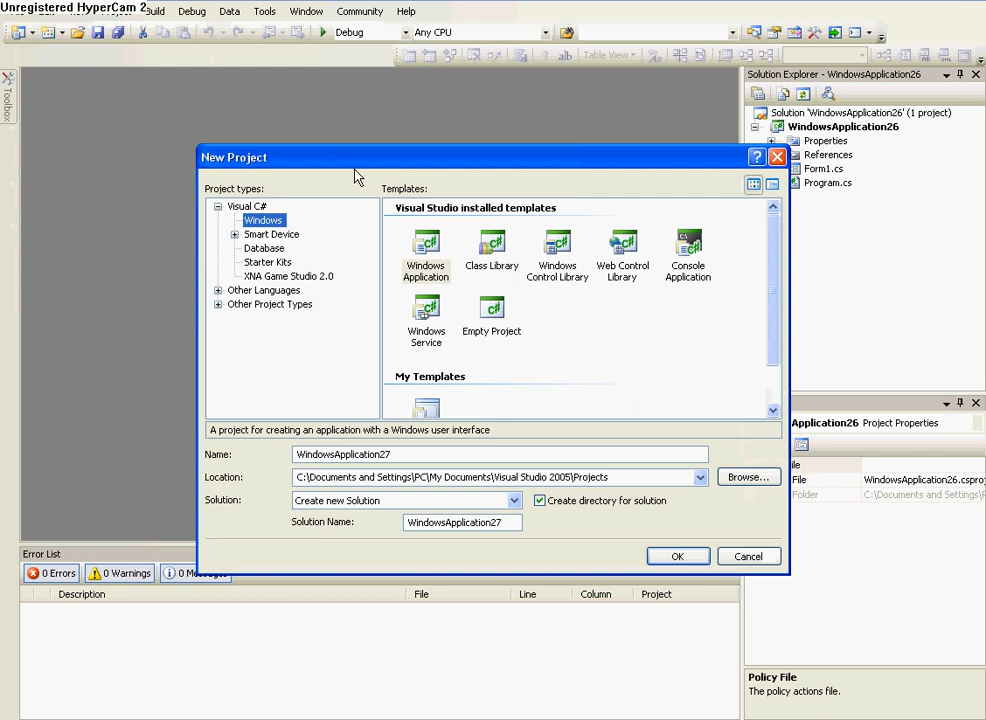 Unregistered HyperCam 2
Build Debug Data Tools Window Community Help
Debug Any CPU
Table View
Toolbox
Solution Explorer - WindowsApplication26
Solution 'WindowsApplication26' (1 project)
WindowsApplication26
Properties
References
Form1.cs
Program.cs
New Project
Project types:
Templates:
Visual C#
Windows
Smart Device
Database
Starter Kits
XNA Game Studio 2.0
Other Languages
Other Project Types
Visual Studio installed templates
Windows Application
Class Library
Windows Control Library
Web Control Library
Console Application
Windows Service
Empty Project
My Templates
A project for creating an application with a Windows user interface
Name: WindowsApplication27
Location: C:\Documents and Settings\PC\My Documents\Visual Studio 2005\Projects Browse...
Solution: Create new Solution Create directory for solution
Solution Name: WindowsApplication27
OK Cancel
Application26 Project Properties
File WindowsApplication26.csproj
Folder C:\Documents and Settings\P
Policy File
The policy actions file.
Error List
0 Errors 0 Warnings 0 Messages
Description File Line Column Project